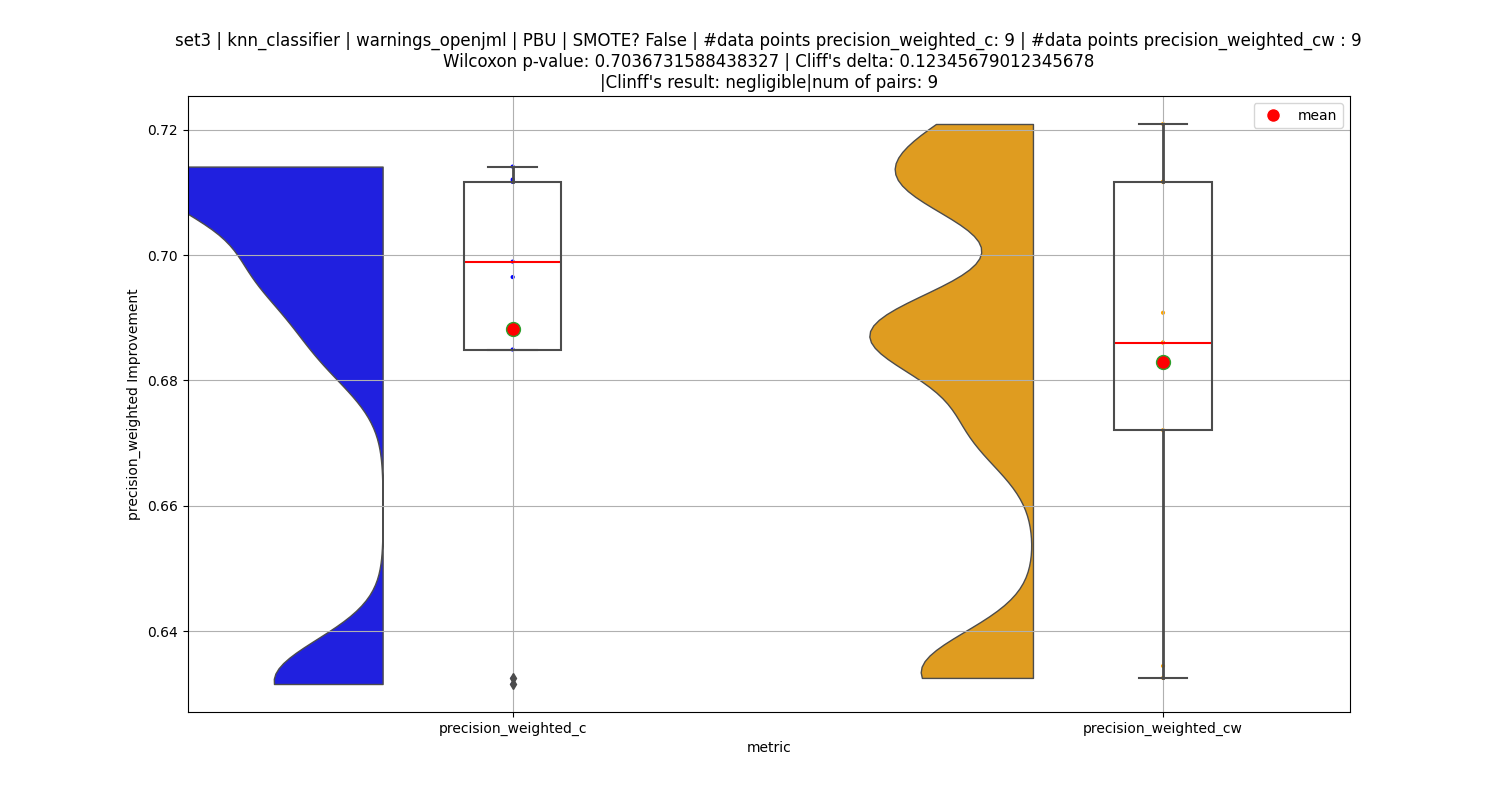 set3 | knn_classifier | warnings_openjml | PBU | SMOTE? False | #data points precision_weighted_c: 9 | #data points precision_weighted_cw : 9
Wilcoxon p-value: 0.7036731588438327 | Cliff's delta: 0.12345679012345678
|Clinff's result: negligible|num of pairs: 9
mean
0.72
0.70
0.68
0.66
0.64
precision_weighted Improvement
precision_weighted_c
precision_weighted_cw
metric